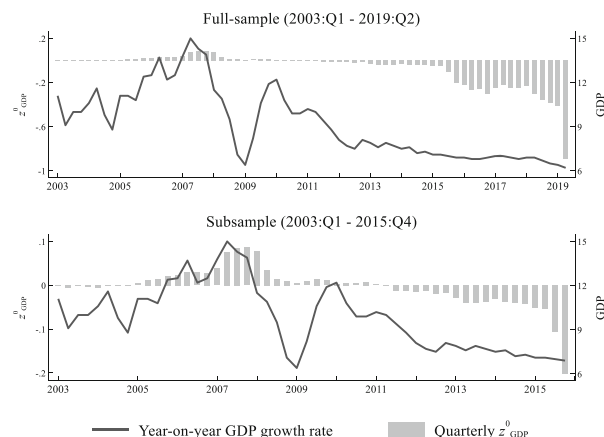 Full-sample (2003:Q1 - 2019:Q2)
.2
-.2
-.6
-1
z⁰GDP
15
12
9
6
GDP
2003 2005 2007 2009 2011 2013 2015 2017 2019
Subsample (2003:Q1 - 2015:Q4)
.1
0
-.1
-.2
z⁰GDP
15
12
9
6
GDP
2003 2005 2007 2009 2011 2013 2015
Year-on-year GDP growth rate
Quarterly z⁰GDP